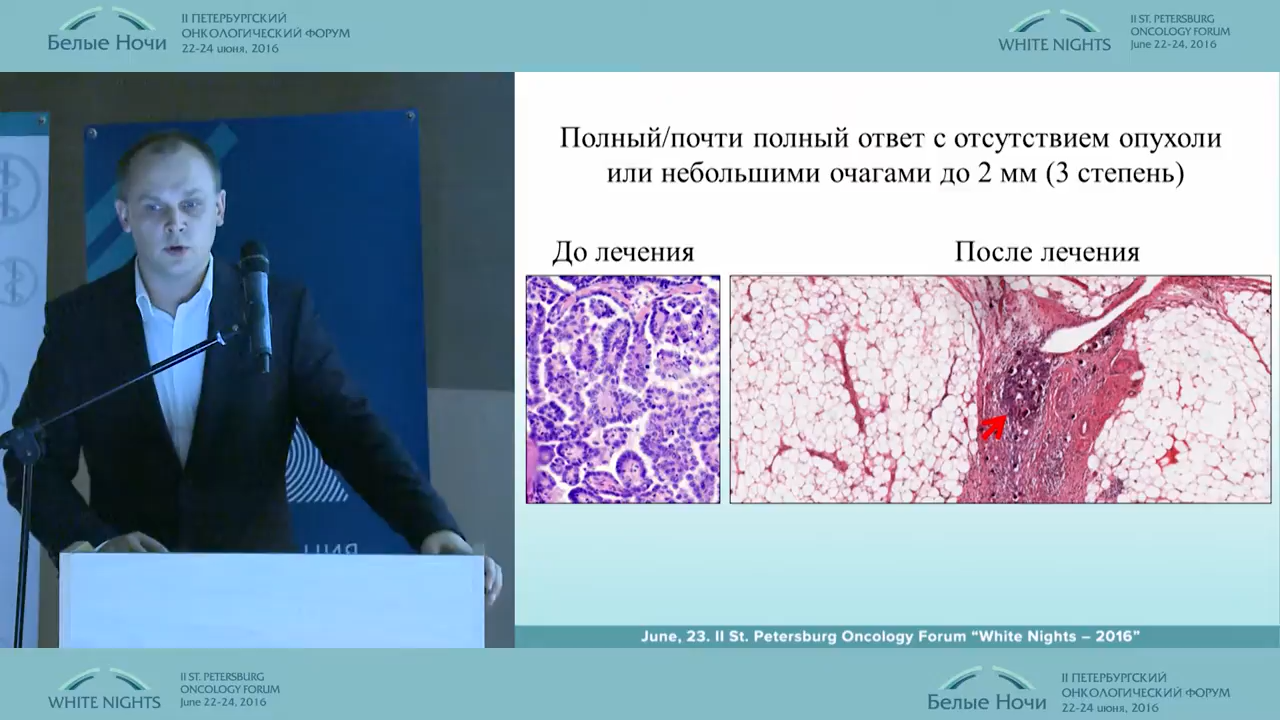 Белые Ночи
II ПЕТЕРБУРГСКИЙ
ОНКОЛОГИЧЕСКИЙ ФОРУМ
22-24 июня, 2016
WHITE NIGHTS
II ST. PETERSBURG
ONCOLOGY FORUM
June 22-24, 2016
Полный/почти полный ответ с отсутствием опухоли
или небольшими очагами до 2 мм (3 степень)
До лечения
После лечения
June, 23. II St. Petersburg Oncology Forum “White Nights – 2016”
WHITE NIGHTS
II ST. PETERSBURG
ONCOLOGY FORUM
June 22-24, 2016
Белые Ночи
II ПЕТЕРБУРГСКИЙ
ОНКОЛОГИЧЕСКИЙ ФОРУМ
22-24 июня, 2016